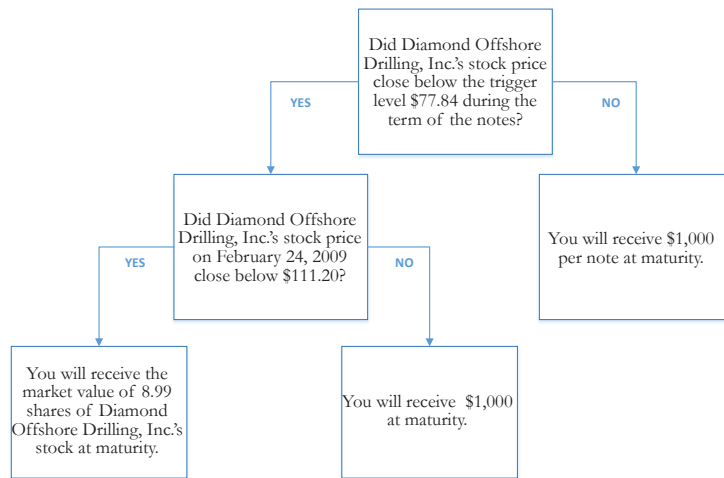 Did Diamond Offshore
Drilling, Inc.'s stock price
close below the trigger
level $77.84 during the
term of the notes?
YES
NO
Did Diamond Offshore
Drilling, Inc.'s stock price
on February 24, 2009
close below $111.20?
You will receive $1,000
per note at maturity.
YES
NO
You will receive the
market value of 8.99
shares of Diamond
Offshore Drilling, Inc.'s
stock at maturity.
You will receive $1,000
at maturity.